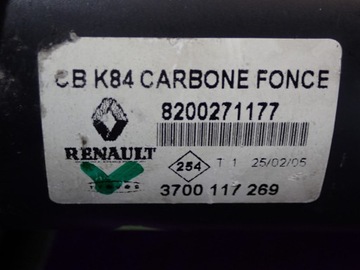 CB K84 CARBONE FONCE
8200271177
RENAULT
254 T 1 25/02/05
3700 117 269